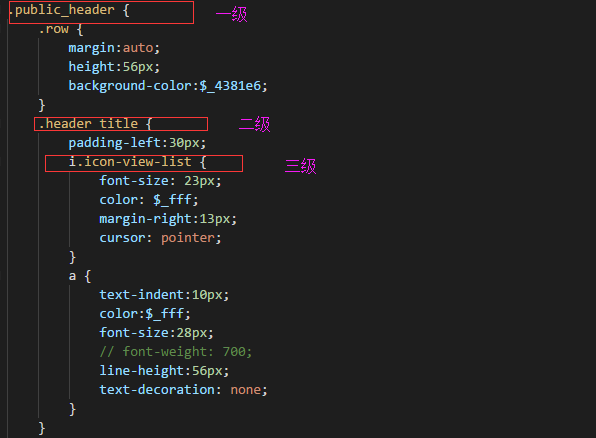 .public_header { 一级
.row {
margin:auto;
height:56px;
background-color:$_4381e6;
}
.header_title { 二级
padding-left:30px;
i.icon-view-list { 三级
font-size: 23px;
color: $_fff;
margin-right:13px;
cursor: pointer;
}
a {
text-indent:10px;
color:$_fff;
font-size:28px;
// font-weight: 700;
line-height:56px;
text-decoration: none;
}
}